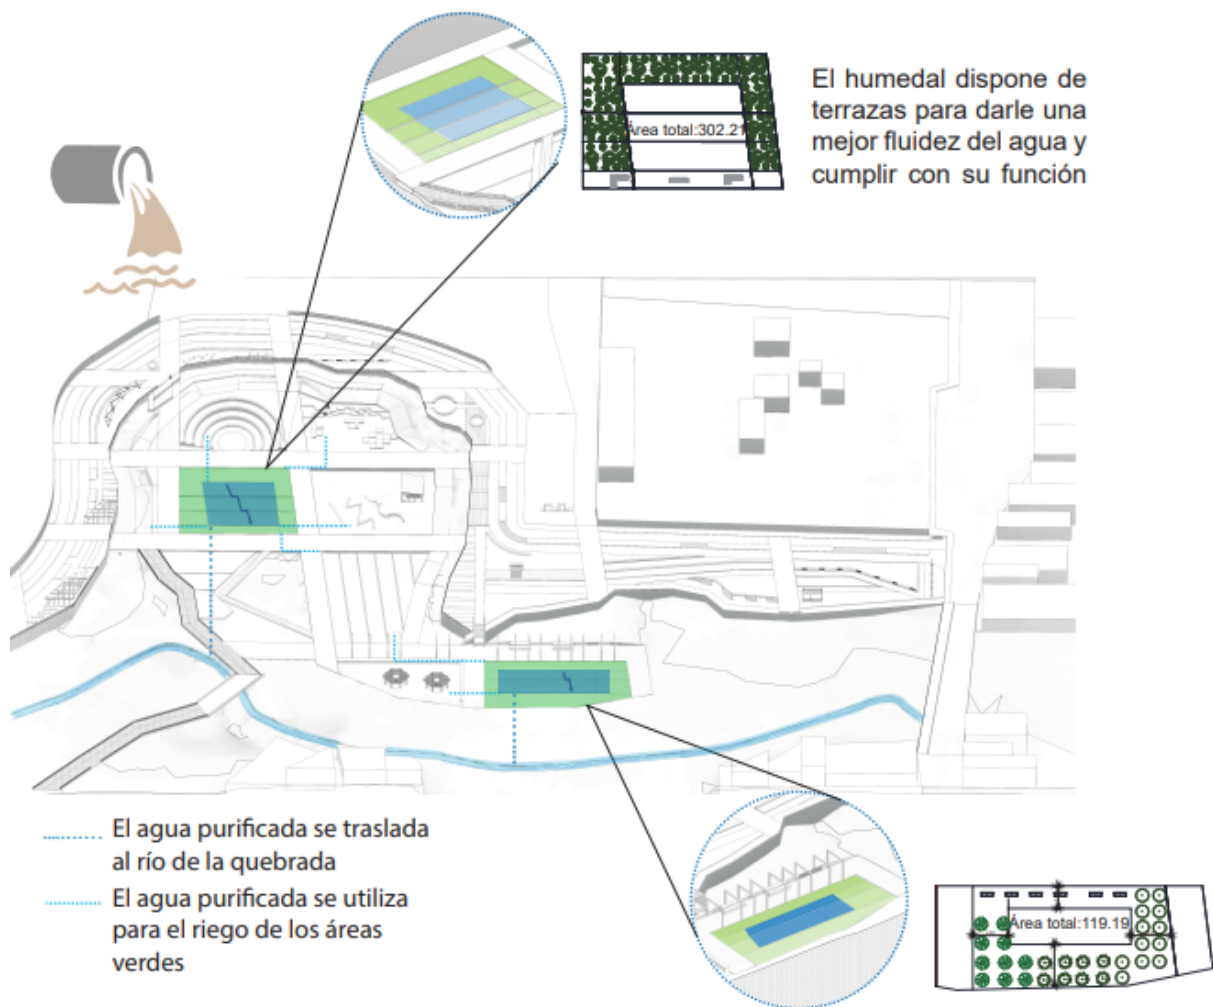 El humedal dispone de
terrazas para darle una
mejor fluidez del agua y
cumplir con su función
Área total:302.21
El agua purificada se traslada
al río de la quebrada
El agua purificada se utiliza
para el riego de los áreas
verdes
Área total:119.19